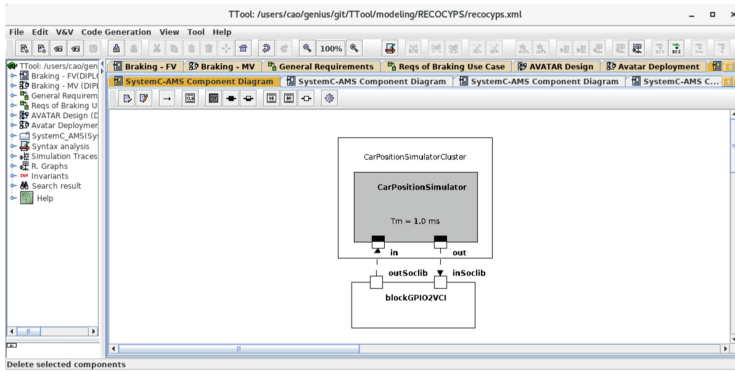 TTool: /users/cao/genius/git/TTool/modeling/RECOCYPS/recocyps.xml
File Edit V&V Code Generation View Tool Help
100%
TTool: /users/cao/gen
Braking - FV(DIPL
Braking - MV (DIPL
General Requirem
Reqs of Braking U
AVATAR Design (D
Avatar Deploymer
SystemC_AMS(Sy
Syntax analysis
Simulation Traces
R. Graphs
Invariants
Search result
Help
Braking - FV Braking - MV General Requirements Reqs of Braking Use Case AVATAR Design Avatar Deployment
SystemC-AMS Component Diagram SystemC-AMS Component Diagram SystemC-AMS Component Diagram SystemC-AMS C...
CarPositionSimulatorCluster
CarPositionSimulator
Tm = 1.0 ms
in out
outSoclib inSoclib
blockGPIO2VCI
Delete selected components